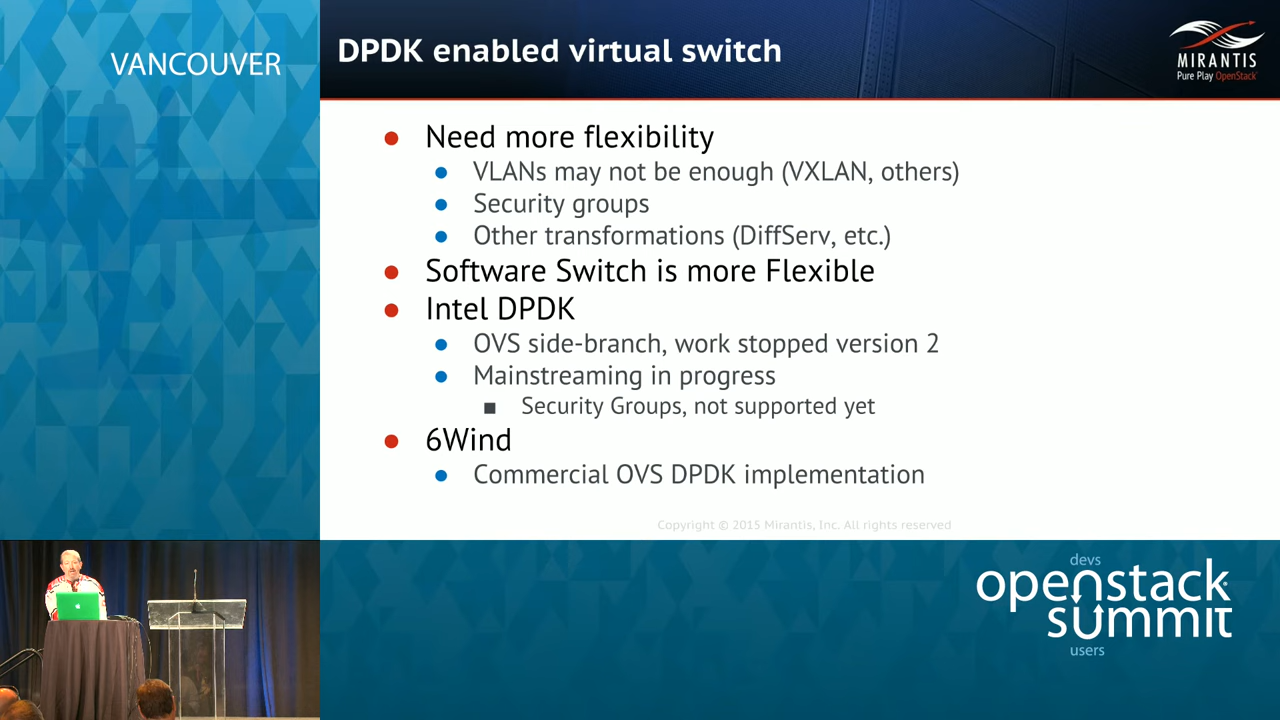 VANCOUVER
DPDK enabled virtual switch
MIRANTIS
Pure Play OpenStack
Need more flexibility
VLANs may not be enough (VXLAN, others)
Security groups
Other transformations (DiffServ, etc.)
Software Switch is more Flexible
Intel DPDK
OVS side-branch, work stopped version 2
Mainstreaming in progress
Security Groups, not supported yet
6Wind
Commercial OVS DPDK implementation
Copyright © 2015 Mirantis, Inc. All rights reserved
devs
openstack
summit
users